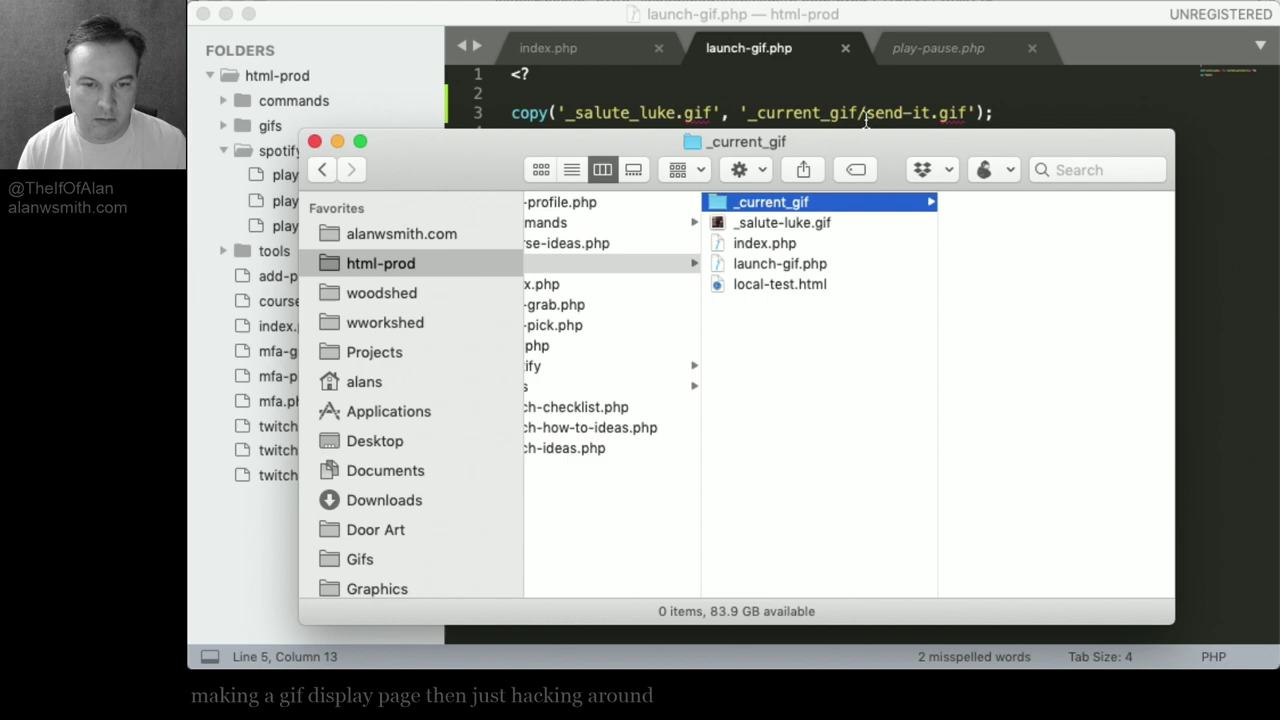 launch-gif.php — html-prod
UNREGISTERED
FOLDERS
html-prod
commands
gifs
spotify
play
play
play
tools
add-p
course
index.p
mfa-g
mfa-p
mfa.ph
twitch
twitch
twitch
index.php
launch-gif.php
play-pause.php
1 <?
2
3 copy('_salute_luke.gif', '_current_gif/send-it.gif');
_current_gif
Search
Favorites
alanwsmith.com
html-prod
woodshed
wworkshed
Projects
alans
Applications
Desktop
Documents
Downloads
Door Art
Gifs
Graphics
-profile.php
mands
rse-ideas.php
x.php
-grab.php
-pick.php
php
ify
s
ch-checklist.php
ch-how-to-ideas.php
ch-ideas.php
_current_gif
_salute-luke.gif
index.php
launch-gif.php
local-test.html
0 items, 83.9 GB available
Line 5, Column 13
2 misspelled words
Tab Size: 4
PHP
@TheIfOfAlan
alanwsmith.com
making a gif display page then just hacking around